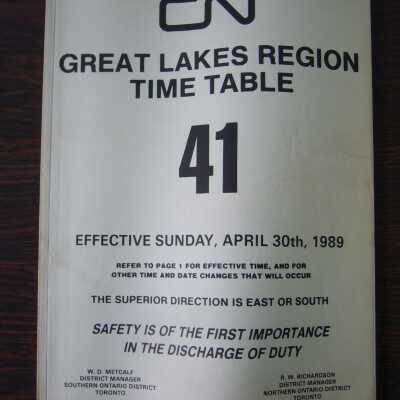 CN
GREAT LAKES REGION
TIME TABLE
41
EFFECTIVE SUNDAY, APRIL 30th, 1989
REFER TO PAGE 1 FOR EFFECTIVE TIME, AND FOR
OTHER TIME AND DATE CHANGES THAT WILL OCCUR
THE SUPERIOR DIRECTION IS EAST OR SOUTH
SAFETY IS OF THE FIRST IMPORTANCE
IN THE DISCHARGE OF DUTY
W. D. METCALF
DISTRICT MANAGER
SOUTHERN ONTARIO DISTRICT
TORONTO
R. W. RICHARDSON
DISTRICT MANAGER
NORTHERN ONTARIO DISTRICT
TORONTO